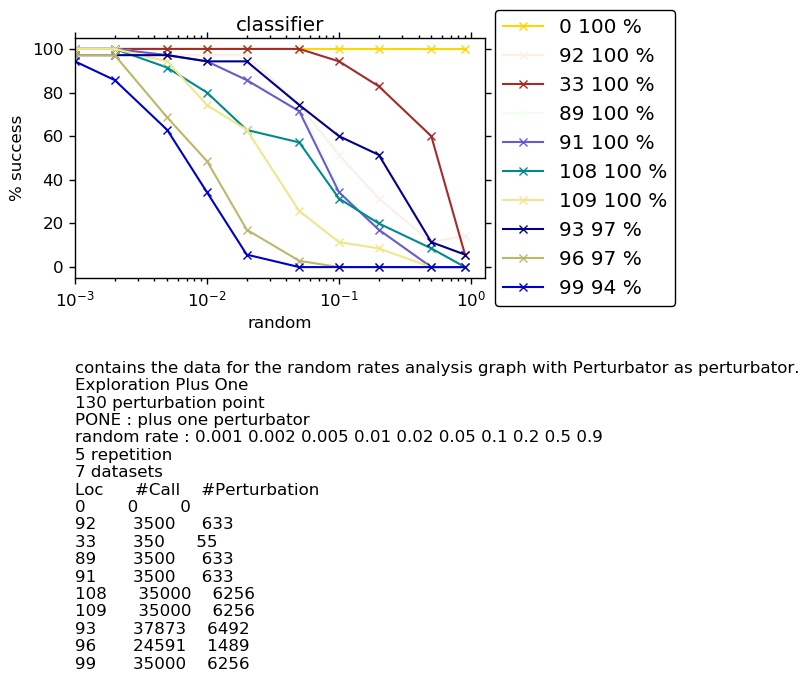 classifier
100
80
60
40
20
0
% success
10^-3 10^-2 10^-1 10^0
random
0 100 %
92 100 %
33 100 %
89 100 %
91 100 %
108 100 %
109 100 %
93 97 %
96 97 %
99 94 %
contains the data for the random rates analysis graph with Perturbator as perturbator.
Exploration Plus One
130 perturbation point
PONE : plus one perturbator
random rate : 0.001 0.002 0.005 0.01 0.02 0.05 0.1 0.2 0.5 0.9
5 repetition
7 datasets
Loc #Call #Perturbation
0 0 0
92 3500 633
33 350 55
89 3500 633
91 3500 633
108 35000 6256
109 35000 6256
93 37873 6492
96 24591 1489
99 35000 6256